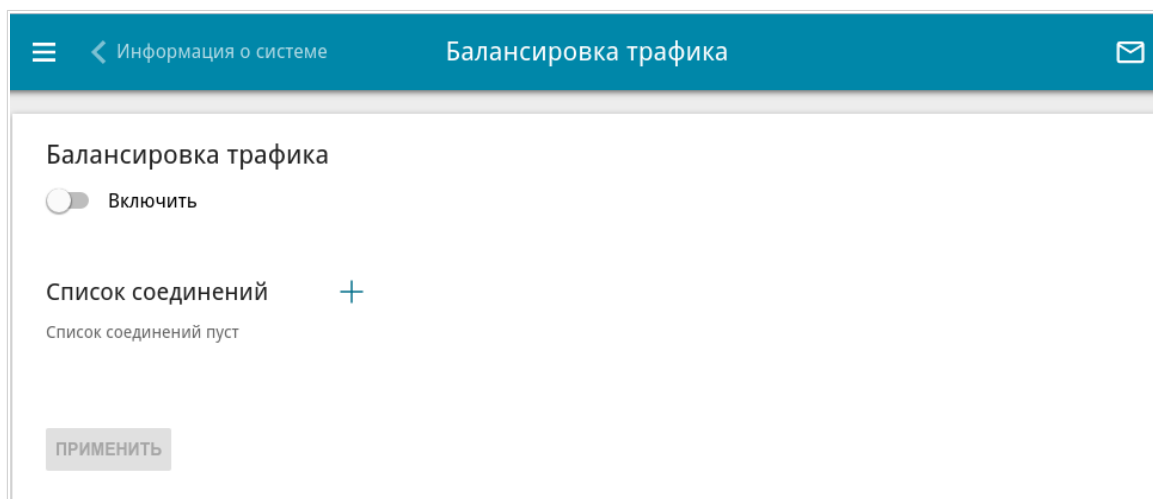 Информация о системе
Балансировка трафика
Балансировка трафика
Включить
Список соединений
Список соединений пуст
ПРИМЕНИТЬ